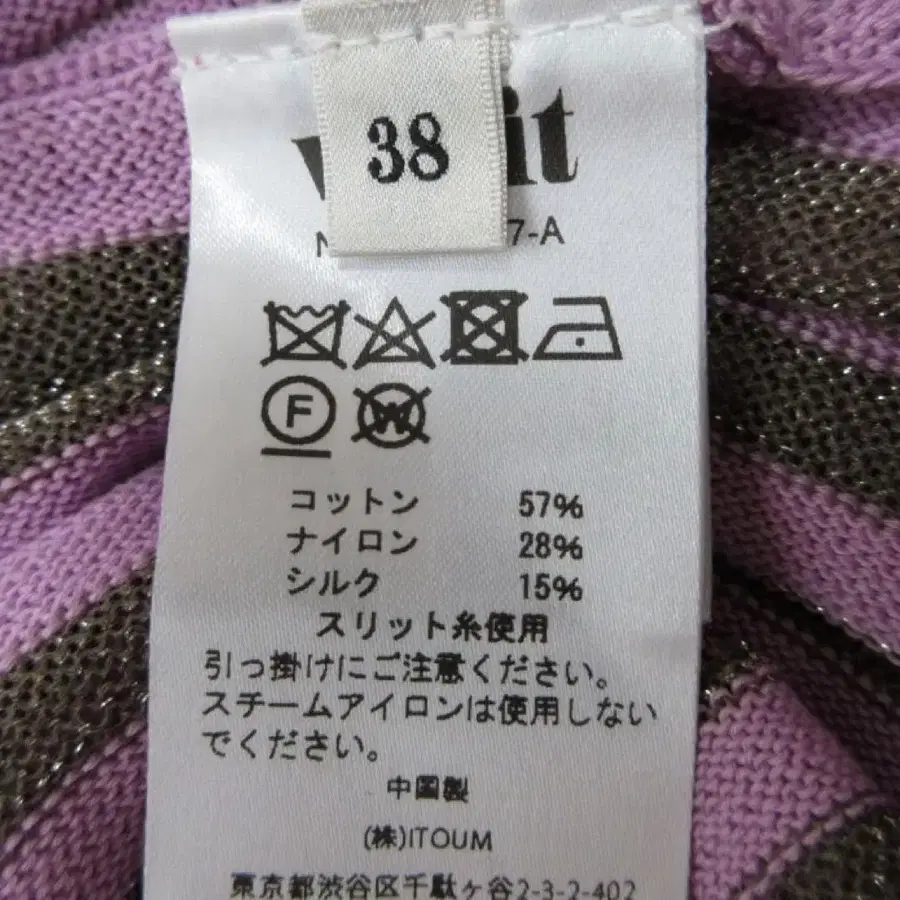 38
it
7-A
F
W
コットン 57%
ナイロン 28%
シルク 15%
スリット糸使用
引っ掛けにご注意ください。
スチームアイロンは使用しない
でください。
中国製
(株)ITOUM
東京都渋谷区千駄ヶ谷2-3-2-402